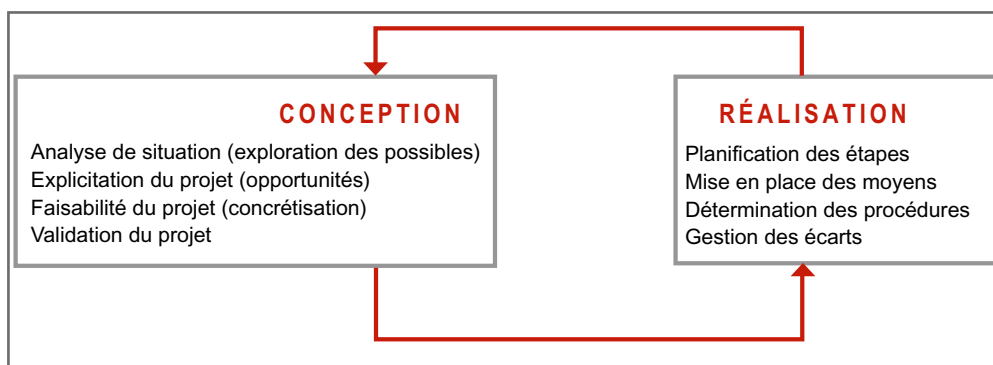 CONCEPTION
Analyse de situation (exploration des possibles)
Explicitation du projet (opportunités)
Faisabilité du projet (concrétisation)
Validation du projet
RÉALISATION
Planification des étapes
Mise en place des moyens
Détermination des procédures
Gestion des écarts